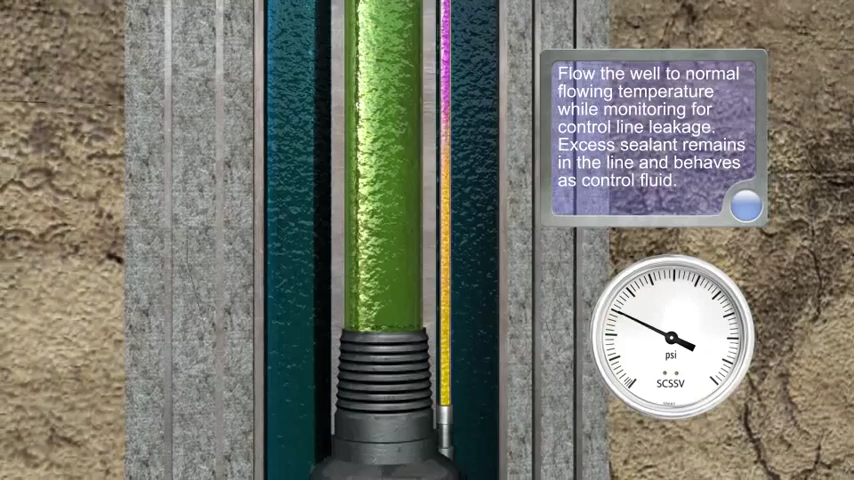 Flow the well to normal
flowing temperature
while monitoring for
control line leakage.
Excess sealant remains
in the line and behaves
as control fluid.
psi
SCSSV